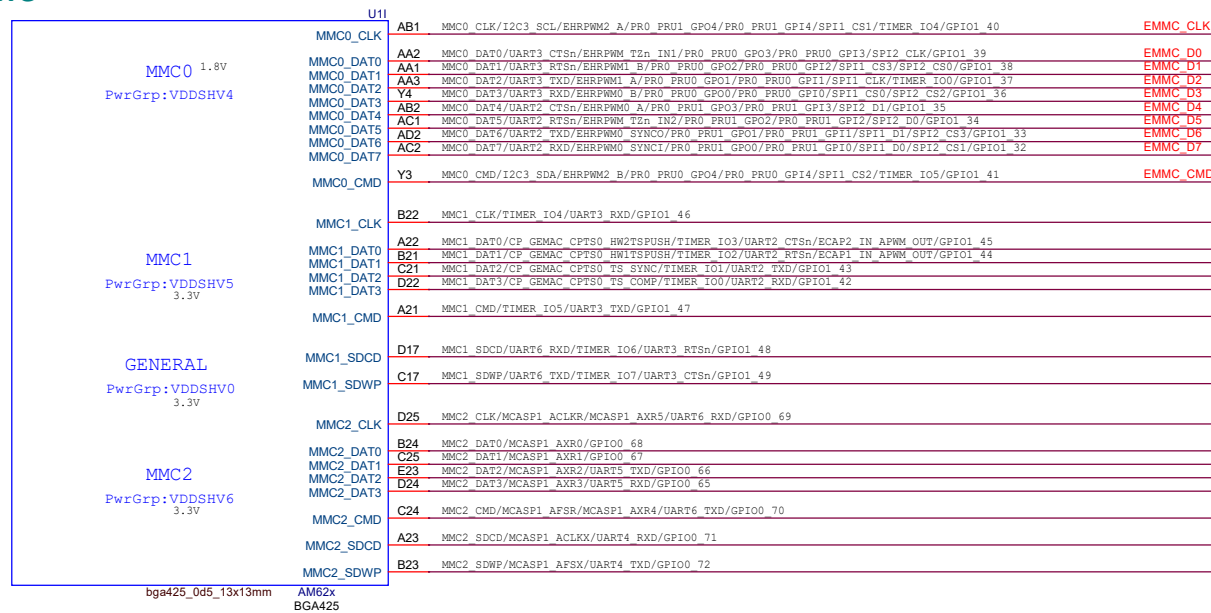 U1I
MMC0_CLK AB1 MMC0_CLK/I2C3_SCL/EHRPWM2_A/PR0_PRU1_GPO4/PR0_PRU1_GPI4/SPI1_CS1/TIMER_IO4/GPIO1_40 EMMC_CLK
MMC0 1.8V
PwrGrp:VDDSHV4
MMC0_DAT0 AA2 MMC0_DAT0/UART3_CTSn/EHRPWM_TZn_IN1/PR0_PRU0_GPO3/PR0_PRU0_GPI3/SPI2_CLK/GPIO1_39 EMMC_D0
MMC0_DAT1 AA1 MMC0_DAT1/UART3_RTSn/EHRPWM1_B/PR0_PRU0_GPO2/PR0_PRU0_GPI2/SPI1_CS3/SPI2_CS0/GPIO1_38 EMMC_D1
MMC0_DAT2 AA3 MMC0_DAT2/UART3_TXD/EHRPWM1_A/PR0_PRU0_GPO1/PR0_PRU0_GPI1/SPI1_CLK/TIMER_IO0/GPIO1_37 EMMC_D2
MMC0_DAT3 Y4 MMC0_DAT3/UART3_RXD/EHRPWM0_B/PR0_PRU0_GPO0/PR0_PRU0_GPI0/SPI1_CS0/SPI2_CS2/GPIO1_36 EMMC_D3
MMC0_DAT4 AB2 MMC0_DAT4/UART2_CTSn/EHRPWM0_A/PR0_PRU1_GPO3/PR0_PRU1_GPI3/SPI2_D1/GPIO1_35 EMMC_D4
MMC0_DAT5 AC1 MMC0_DAT5/UART2_RTSn/EHRPWM_TZn_IN2/PR0_PRU1_GPO2/PR0_PRU1_GPI2/SPI2_D0/GPIO1_34 EMMC_D5
MMC0_DAT6 AD2 MMC0_DAT6/UART2_TXD/EHRPWM0_SYNCO/PR0_PRU1_GPO1/PR0_PRU1_GPI1/SPI1_D1/SPI2_CS3/GPIO1_33 EMMC_D6
MMC0_DAT7 AC2 MMC0_DAT7/UART2_RXD/EHRPWM0_SYNCI/PR0_PRU1_GPO0/PR0_PRU1_GPI0/SPI1_D0/SPI2_CS1/GPIO1_32 EMMC_D7
MMC0_CMD Y3 MMC0_CMD/I2C3_SDA/EHRPWM2_B/PR0_PRU0_GPO4/PR0_PRU0_GPI4/SPI1_CS2/TIMER_IO5/GPIO1_41 EMMC_CMD
MMC1_CLK B22 MMC1_CLK/TIMER_IO4/UART3_RXD/GPIO1_46
MMC1
PwrGrp:VDDSHV5
3.3V
MMC1_DAT0 A22 MMC1_DAT0/CP_GEMAC_CPTS0_HW2TSPUSH/TIMER_IO3/UART2_CTSn/ECAP2_IN_APWM_OUT/GPIO1_45
MMC1_DAT1 B21 MMC1_DAT1/CP_GEMAC_CPTS0_HW1TSPUSH/TIMER_IO2/UART2_RTSn/ECAP1_IN_APWM_OUT/GPIO1_44
MMC1_DAT2 C21 MMC1_DAT2/CP_GEMAC_CPTS0_TS_SYNC/TIMER_IO1/UART2_TXD/GPIO1_43
MMC1_DAT3 D22 MMC1_DAT3/CP_GEMAC_CPTS0_TS_COMP/TIMER_IO0/UART2_RXD/GPIO1_42
MMC1_CMD A21 MMC1_CMD/TIMER_IO5/UART3_TXD/GPIO1_47
GENERAL
PwrGrp:VDDSHV0
3.3V
MMC1_SDCD D17 MMC1_SDCD/UART6_RXD/TIMER_IO6/UART3_RTSn/GPIO1_48
MMC1_SDWP C17 MMC1_SDWP/UART6_TXD/TIMER_IO7/UART3_CTSn/GPIO1_49
MMC2_CLK D25 MMC2_CLK/MCASP1_ACLKR/MCASP1_AXR5/UART6_RXD/GPIO0_69
MMC2
PwrGrp:VDDSHV6
3.3V
MMC2_DAT0 B24 MMC2_DAT0/MCASP1_AXR0/GPIO0_68
MMC2_DAT1 C25 MMC2_DAT1/MCASP1_AXR1/GPIO0_67
MMC2_DAT2 E23 MMC2_DAT2/MCASP1_AXR2/UART5_TXD/GPIO0_66
MMC2_DAT3 D24 MMC2_DAT3/MCASP1_AXR3/UART5_RXD/GPIO0_65
MMC2_CMD C24 MMC2_CMD/MCASP1_AFSR/MCASP1_AXR4/UART6_TXD/GPIO0_70
MMC2_SDCD A23 MMC2_SDCD/MCASP1_ACLKX/UART4_RXD/GPIO0_71
MMC2_SDWP B23 MMC2_SDWP/MCASP1_AFSX/UART4_TXD/GPIO0_72
bga425_0d5_13x13mm AM62x
BGA425